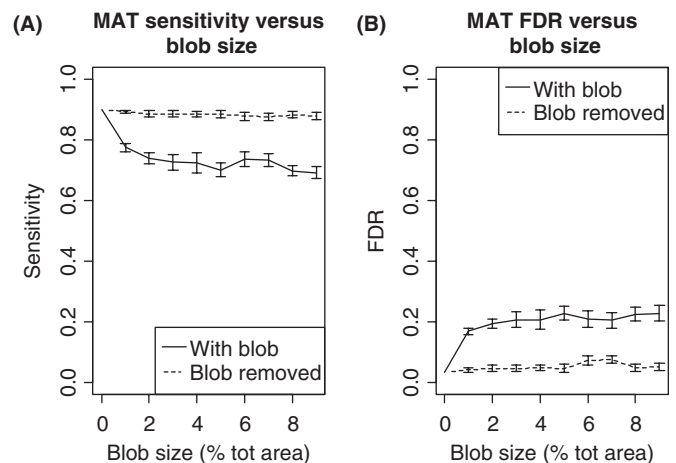 (A)
MAT sensitivity versus
blob size
Sensitivity
1.0
0.8
0.6
0.4
0.2
0.0
With blob
Blob removed
0 2 4 6 8
Blob size (% tot area)
(B)
MAT FDR versus
blob size
FDR
1.0
0.8
0.6
0.4
0.2
0.0
With blob
Blob removed
0 2 4 6 8
Blob size (% tot area)